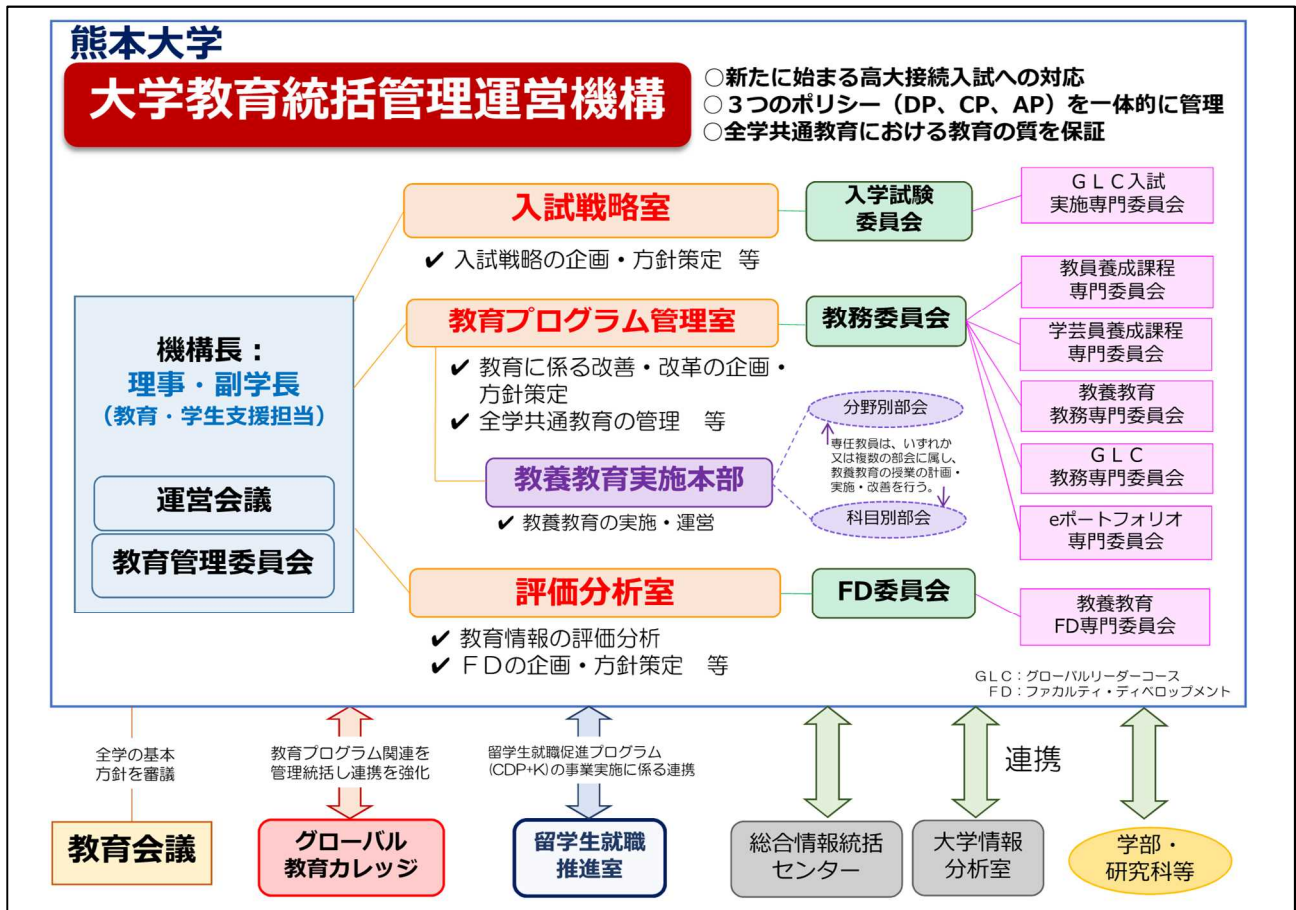 熊本大学
大学教育統括管理運営機構
○新たに始まる高大接続入試への対応
○３つのポリシー（DP、CP、AP）を一体的に管理
○全学共通教育における教育の質を保証
機構長：
理事・副学長
（教育・学生支援担当）
運営会議
教育管理委員会
入試戦略室
✔ 入試戦略の企画・方針策定　等
入学試験
委員会
ＧＬＣ入試
実施専門委員会
教育プログラム管理室
✔ 教育に係る改善・改革の企画・
方針策定
✔ 全学共通教育の管理　等
教務委員会
教員養成課程
専門委員会
学芸員養成課程
専門委員会
教養教育
教務専門委員会
ＧＬＣ
教務専門委員会
eポートフォリオ
専門委員会
教養教育実施本部
✔ 教養教育の実施・運営
分野別部会
専任教員は、いずれか
又は複数の部会に属し、
教養教育の授業の計画・
実施・改善を行う。
科目別部会
評価分析室
✔ 教育情報の評価分析
✔ ＦＤの企画・方針策定　等
FD委員会
教養教育
FD専門委員会
ＧＬＣ：グローバルリーダーコース
ＦＤ：ファカルティ・ディベロップメント
全学の基本
方針を審議
教育プログラム関連を
管理統括し連携を強化
留学生就職促進プログラム
(CDP+K)の事業実施に係る連携
連携
教育会議
グローバル
教育カレッジ
留学生就職
推進室
総合情報統括
センター
大学情報
分析室
学部・
研究科等